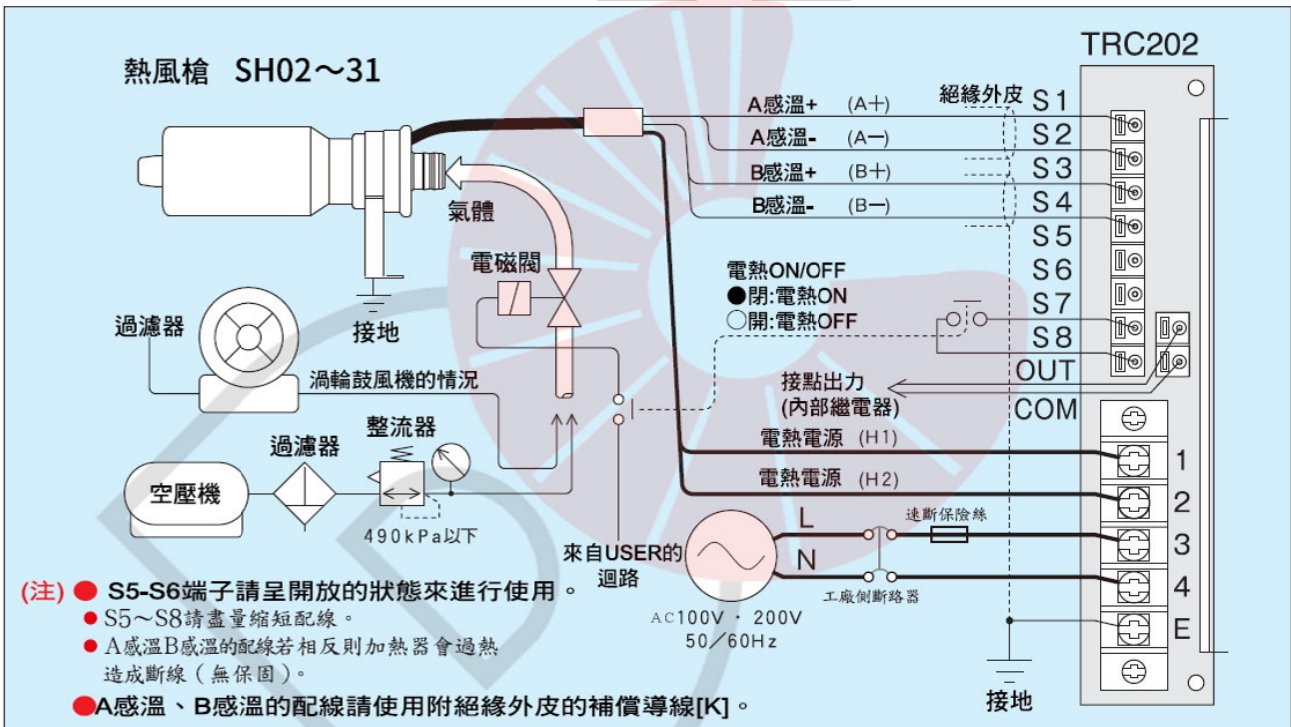 熱風槍 SH02～31
TRC202
A感溫+ (A＋)
A感溫- (A－)
B感溫+ (B＋)
B感溫- (B－)
絕緣外皮
S1
S2
S3
S4
S5
S6
S7
S8
OUT
COM
1
2
3
4
E
氣體
電磁閥
接地
過濾器
渦輪鼓風機的情況
過濾器
整流器
空壓機
490kPa以下
電熱ON/OFF
●閉:電熱ON
○開:電熱OFF
接點出力
(內部繼電器)
電熱電源 (H1)
電熱電源 (H2)
來自USER的
迴路
L
N
速斷保險絲
工廠側斷路器
AC100V・200V
50／60Hz
接地
(注) ● S5-S6端子請呈開放的狀態來進行使用。
● S5～S8請盡量縮短配線。
● A感溫B感溫的配線若相反則加熱器會過熱
造成斷線（無保固）。
●A感溫、B感溫的配線請使用附絕緣外皮的補償導線[K]。